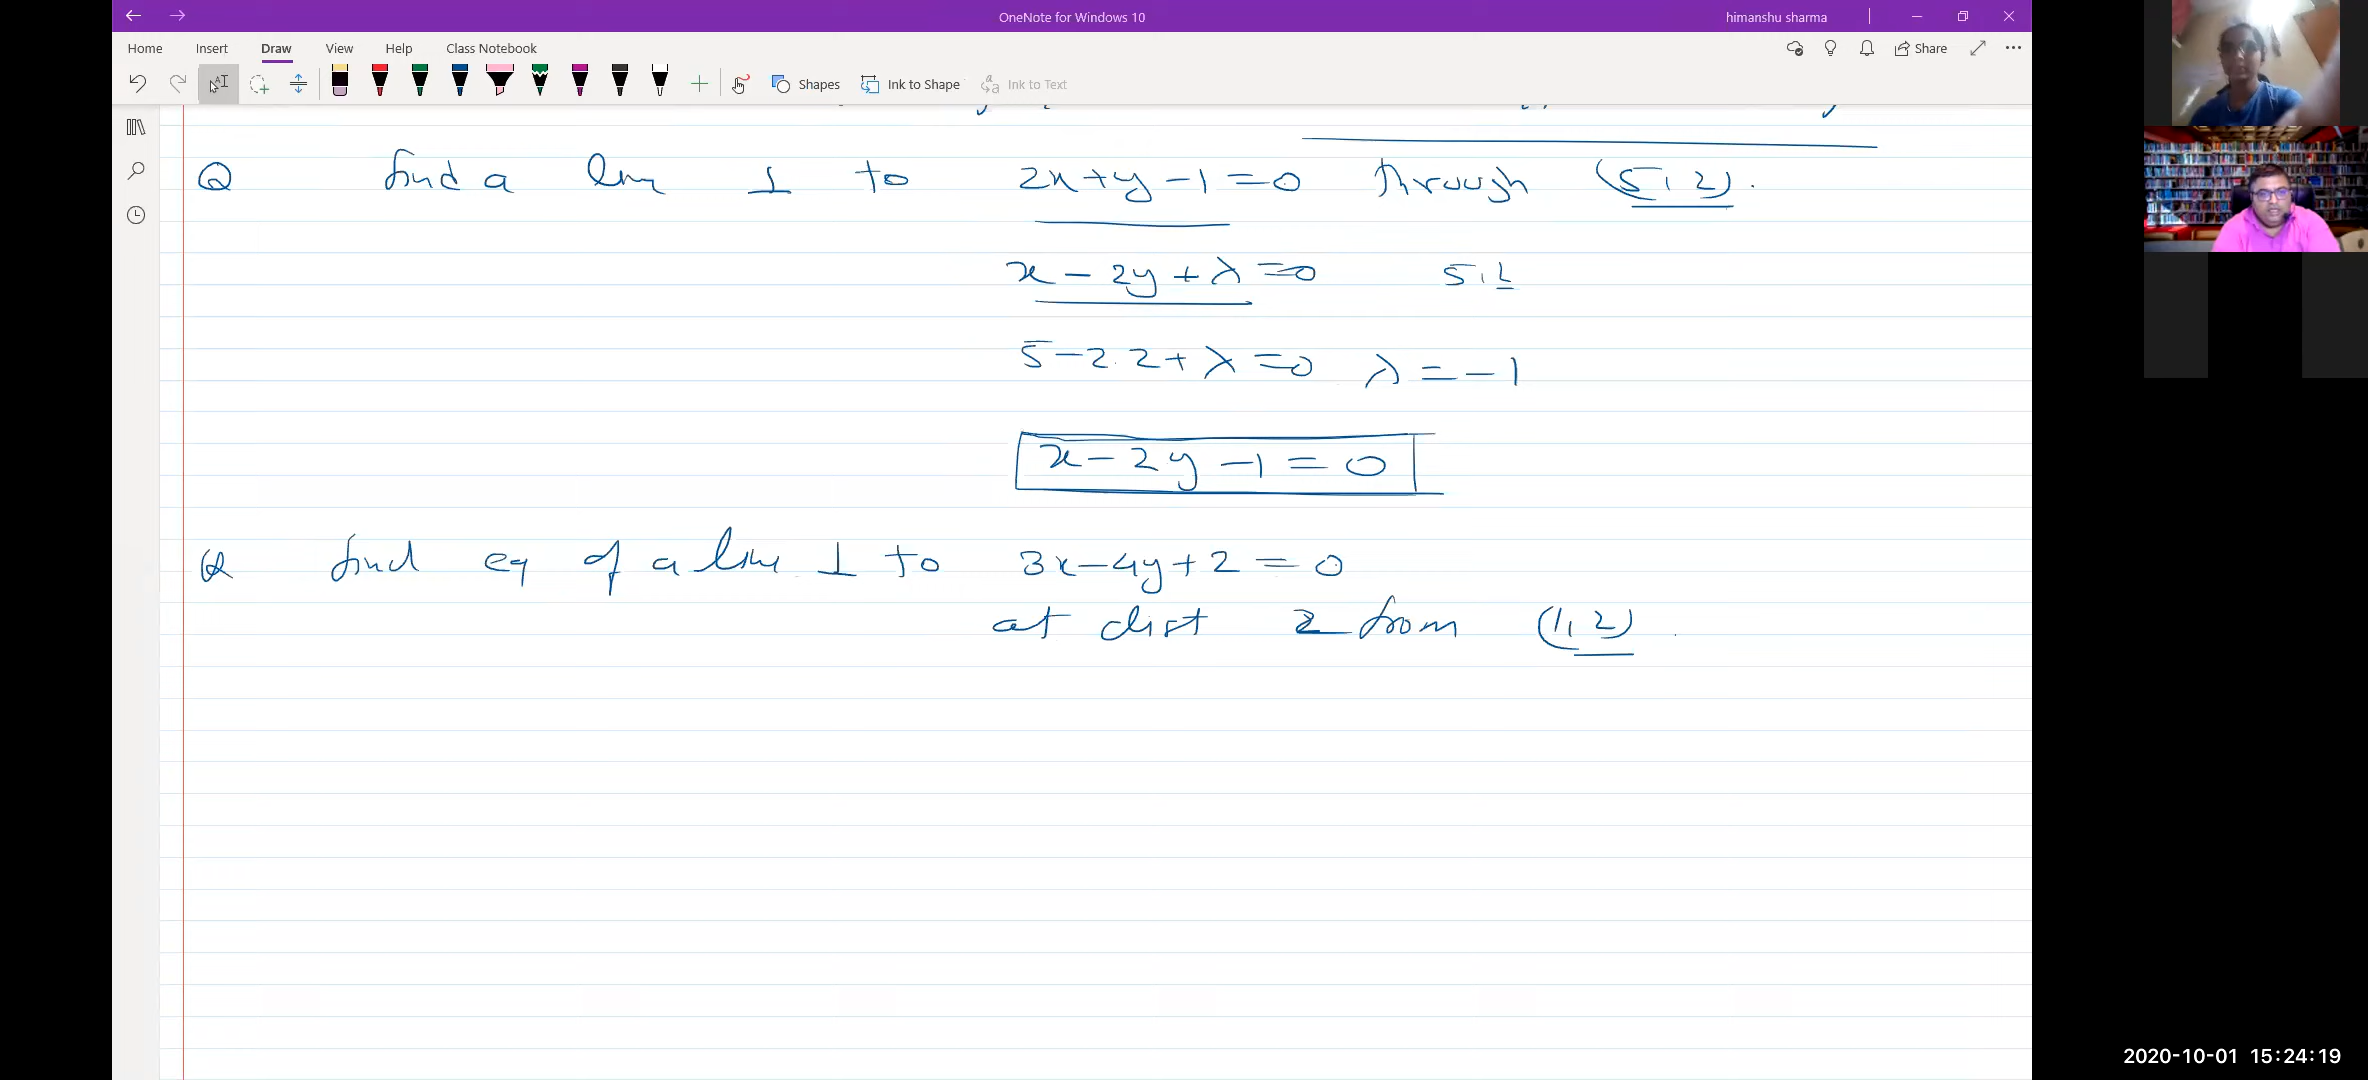 OneNote for Windows 10
himanshu sharma
Home Insert Draw View Help Class Notebook
Share
Shapes Ink to Shape Ink to Text
Q find a line ⊥ to 2x+y-1=0 through (5,2).
x-2y+λ=0 5,2
5-2.2+λ=0 λ=-1
x-2y-1=0
Q find eq of a line ⊥ to 3x-4y+2=0
at dist 2 from (1,2).
2020-10-01 15:24:19